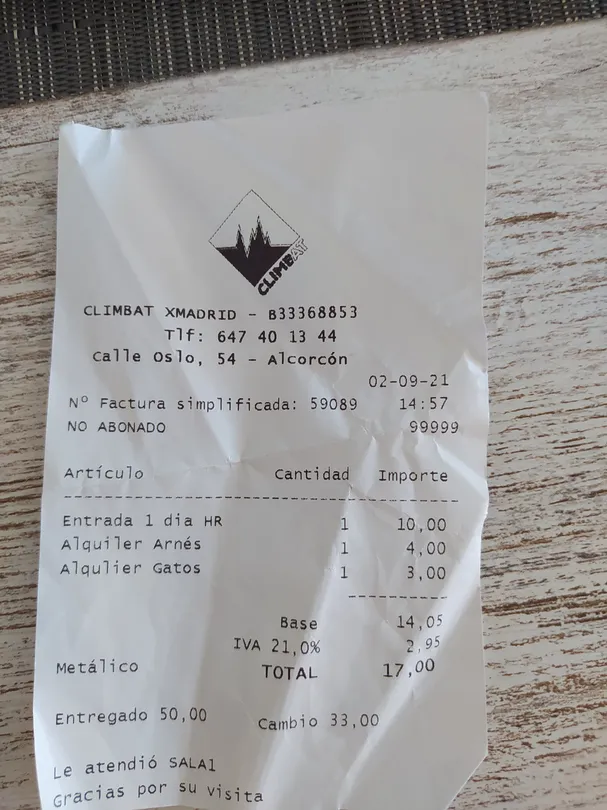 CLIMBAT
CLIMBAT XMADRID - B33368853
Tlf: 647 40 13 44
Calle Oslo, 54 - Alcorcón
02-09-21
Nº Factura simplificada: 59089 14:57
NO ABONADO 99999
Artículo Cantidad Importe
Entrada 1 dia HR 1 10,00
Alquiler Arnés 1 4,00
Alqulier Gatos 1 3,00
Base 14,05
IVA 21,0% 2,95
Metálico TOTAL 17,00
Entregado 50,00 Cambio 33,00
Le atendió SALA1
Gracias por su visita